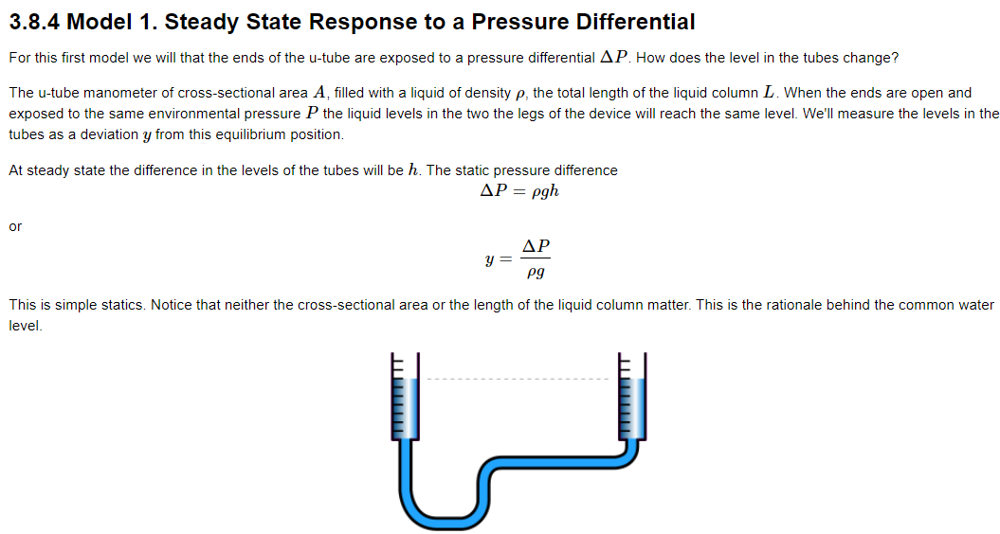 3.8.4 Model 1. Steady State Response to a Pressure Differential
For this first model we will that the ends of the u-tube are exposed to a pressure differential ΔP. How does the level in the tubes change?
The u-tube manometer of cross-sectional area A, filled with a liquid of density ρ, the total length of the liquid column L. When the ends are open and
exposed to the same environmental pressure P the liquid levels in the two the legs of the device will reach the same level. We'll measure the levels in the
tubes as a deviation y from this equilibrium position.
At steady state the difference in the levels of the tubes will be h. The static pressure difference
ΔP = ρgh
or
y = ΔP / ρg
This is simple statics. Notice that neither the cross-sectional area or the length of the liquid column matter. This is the rationale behind the common water
level.